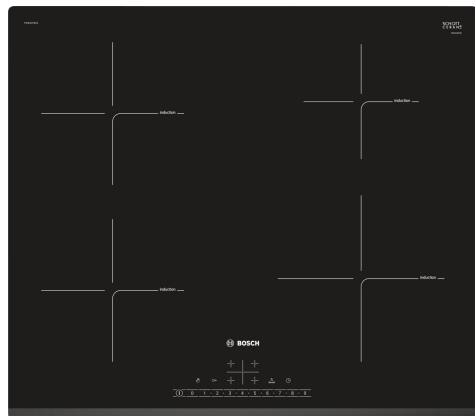 SCHOTT
CERAN®
induction
induction
induction
induction
BOSCH
0 1 · 2 · 3 · 4 · 5 · 6 · 7 · 8 · 9